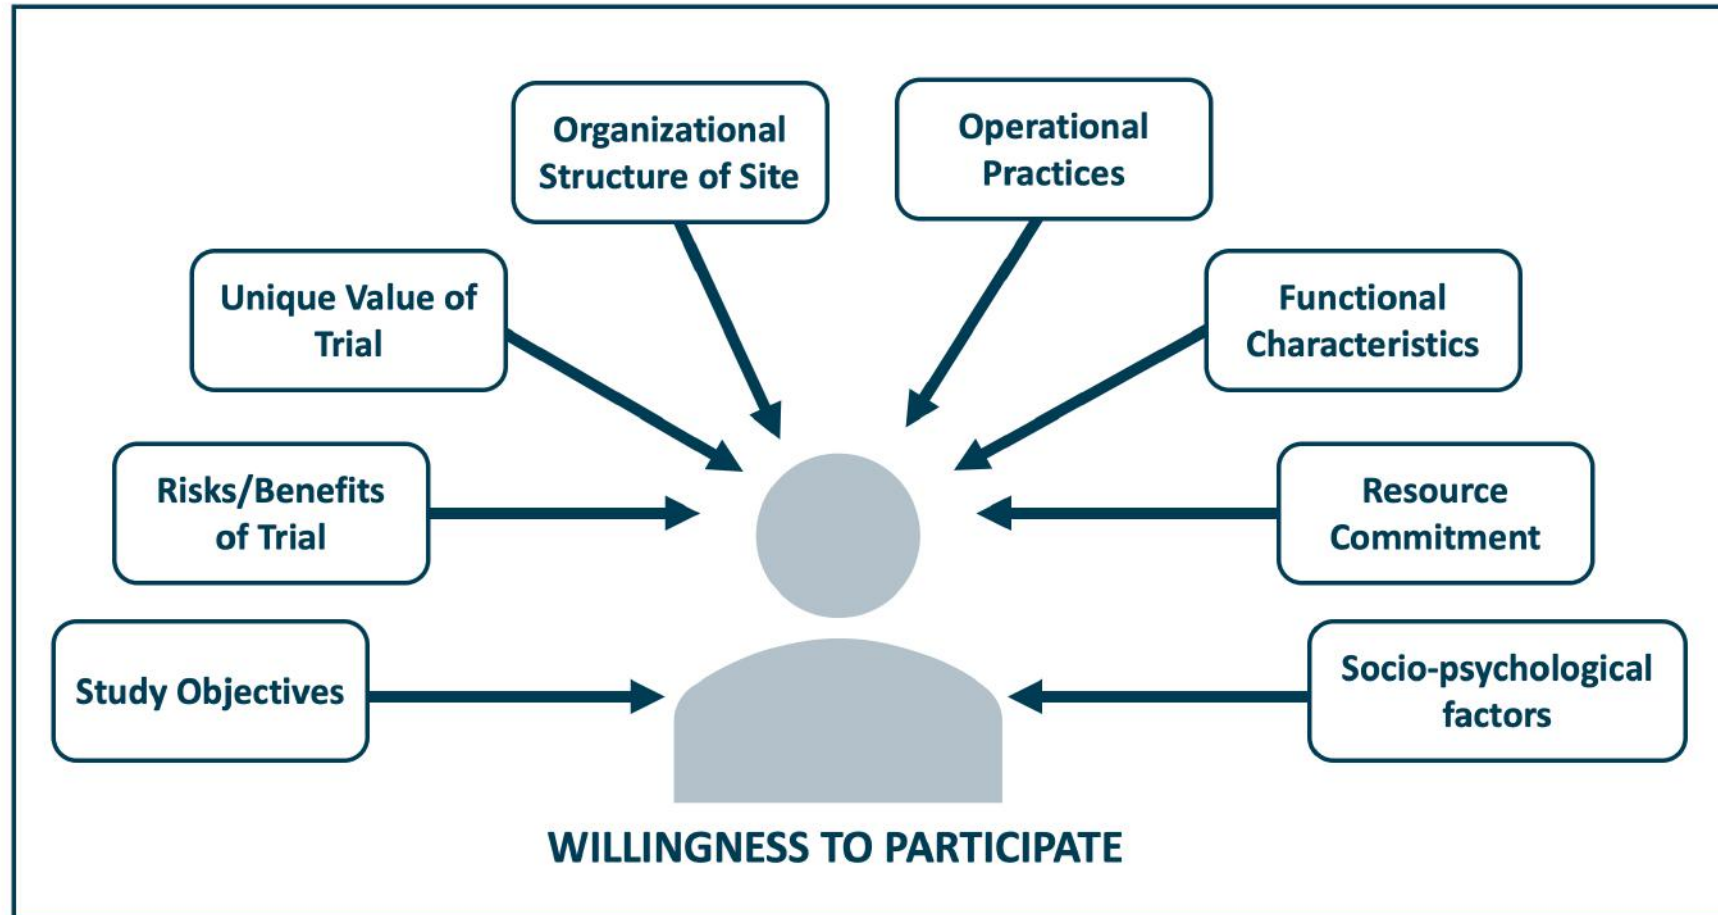 Organizational
Structure of Site
Operational
Practices
Unique Value of
Trial
Functional
Characteristics
Risks/Benefits
of Trial
Resource
Commitment
Study Objectives
Socio-psychological
factors
WILLINGNESS TO PARTICIPATE